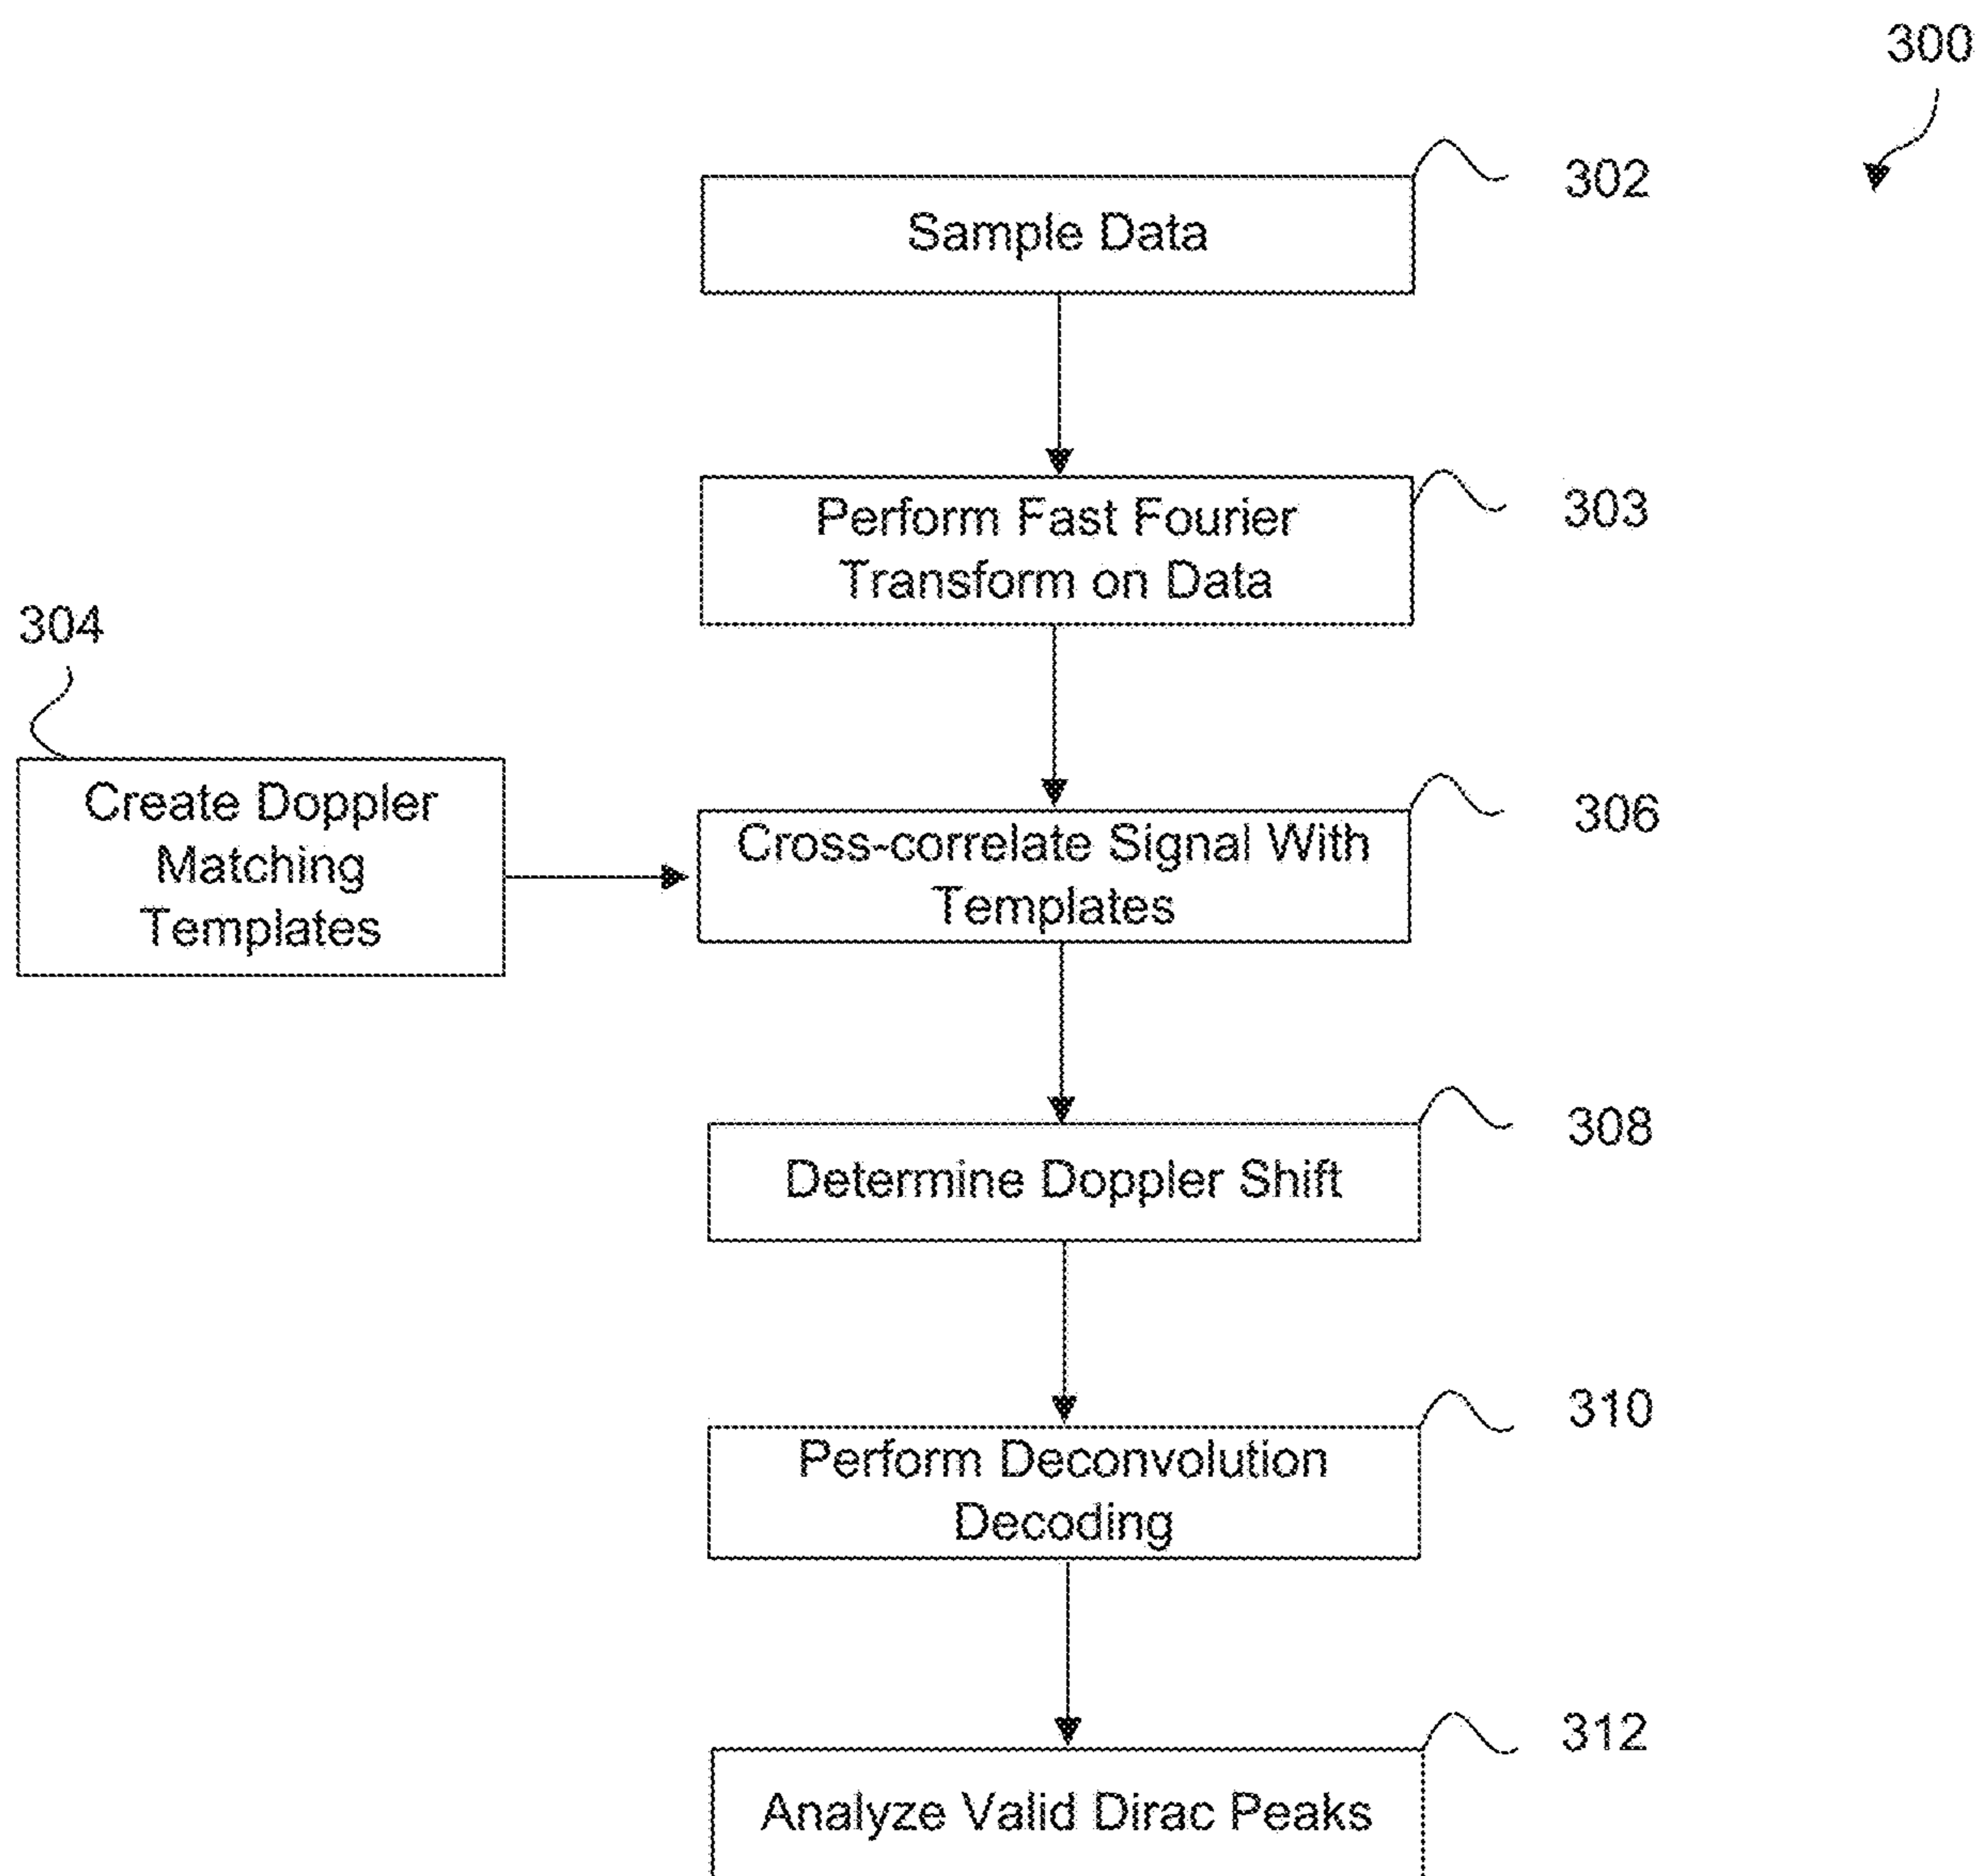 300
302
Sample Data
303
Perform Fast Fourier
Transform on Data
304
Create Doppler
Matching
Templates
306
Cross-correlate Signal With
Templates
308
Determine Doppler Shift
310
Perform Deconvolution
Decoding
312
Analyze Valid Dirac Peaks